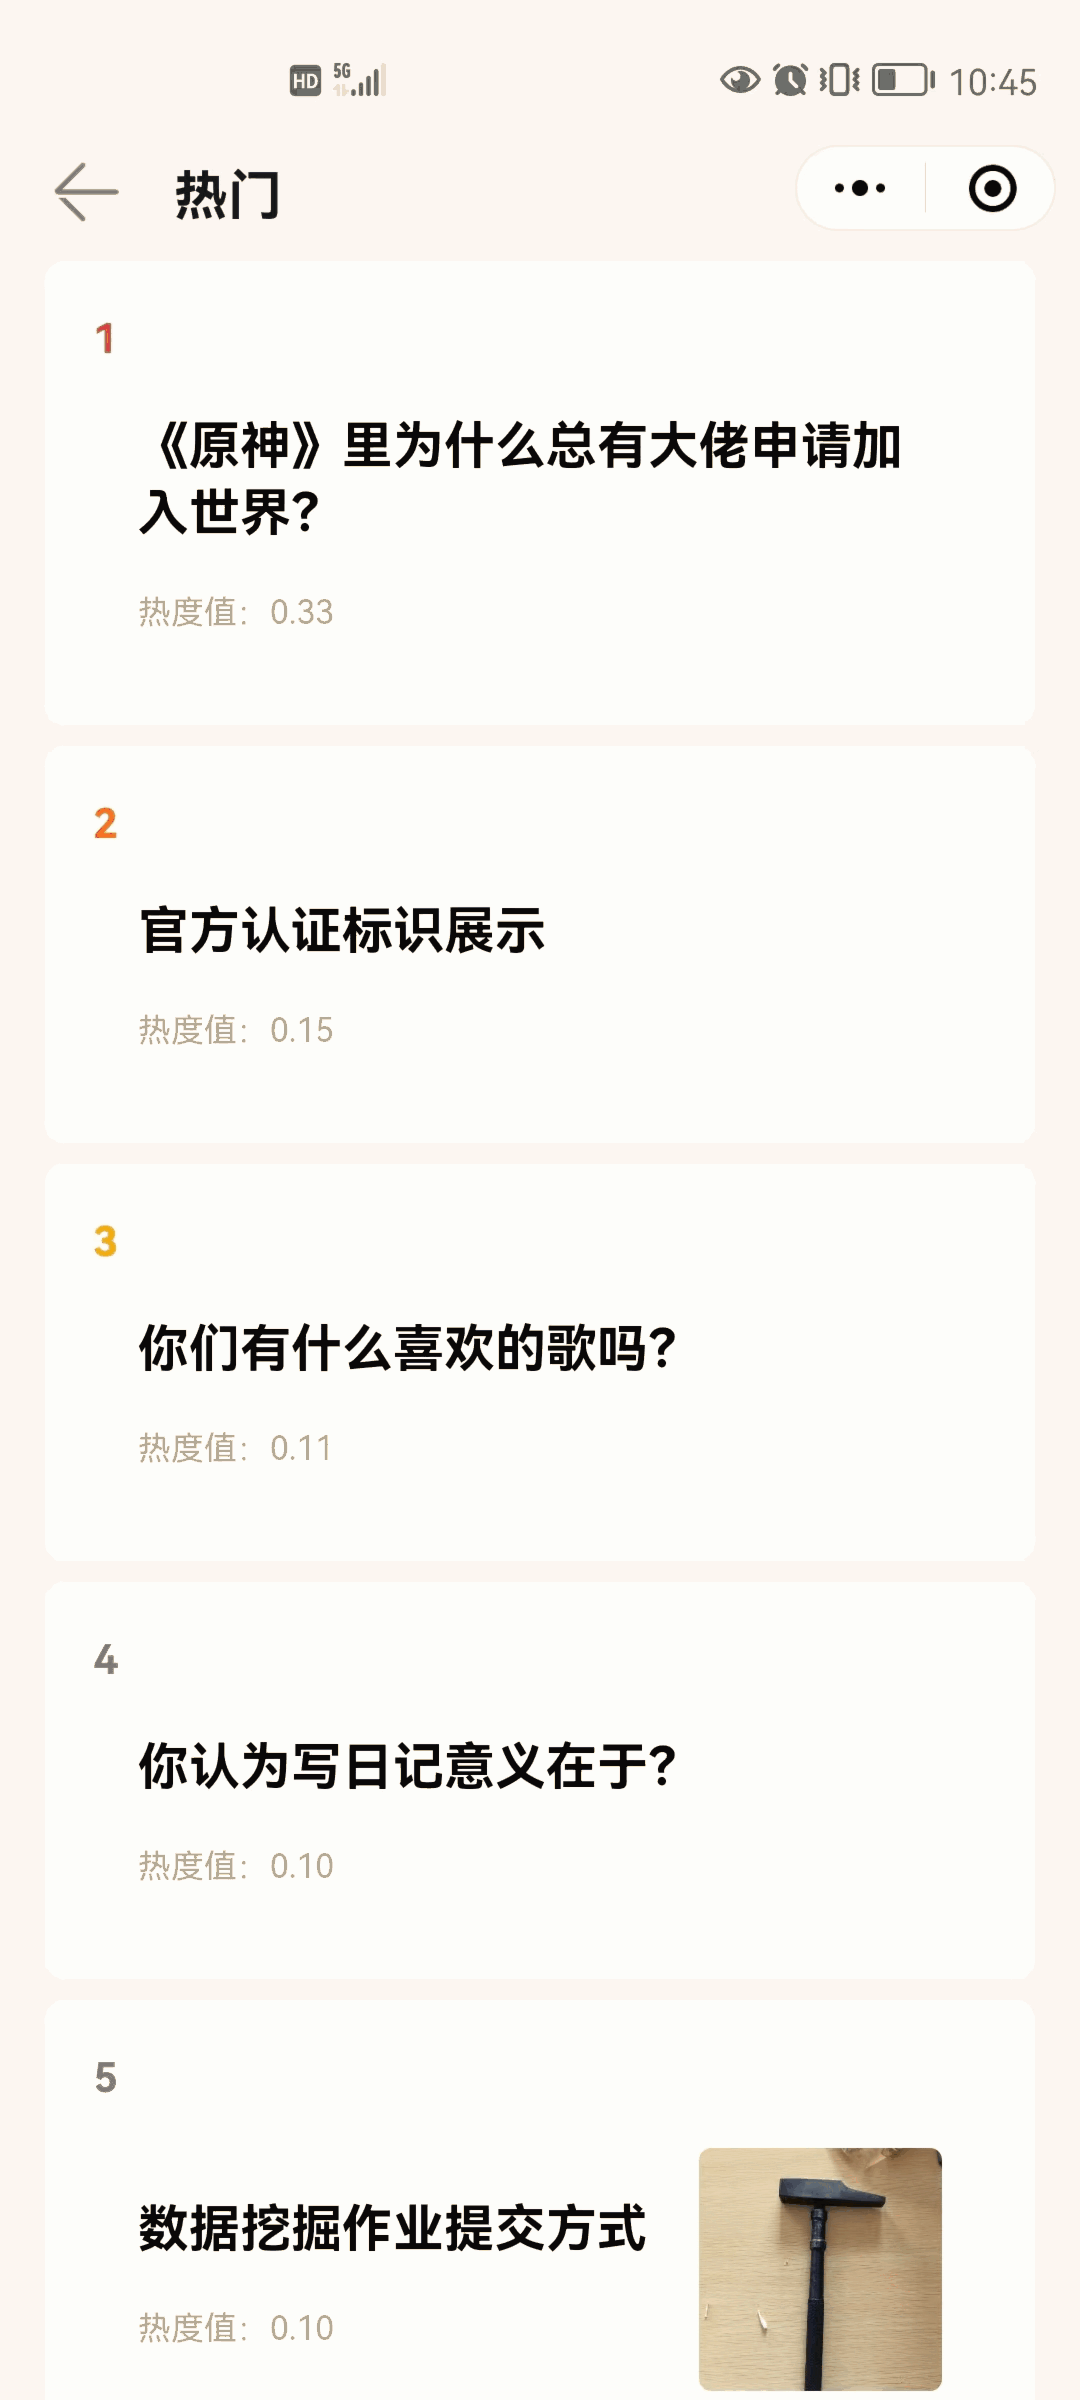 HD 5G 10:45
热门
1
《原神》里为什么总有大佬申请加
入世界？
热度值：0.33
2
官方认证标识展示
热度值：0.15
3
你们有什么喜欢的歌吗？
热度值：0.11
4
你认为写日记意义在于？
热度值：0.10
5
数据挖掘作业提交方式
热度值：0.10